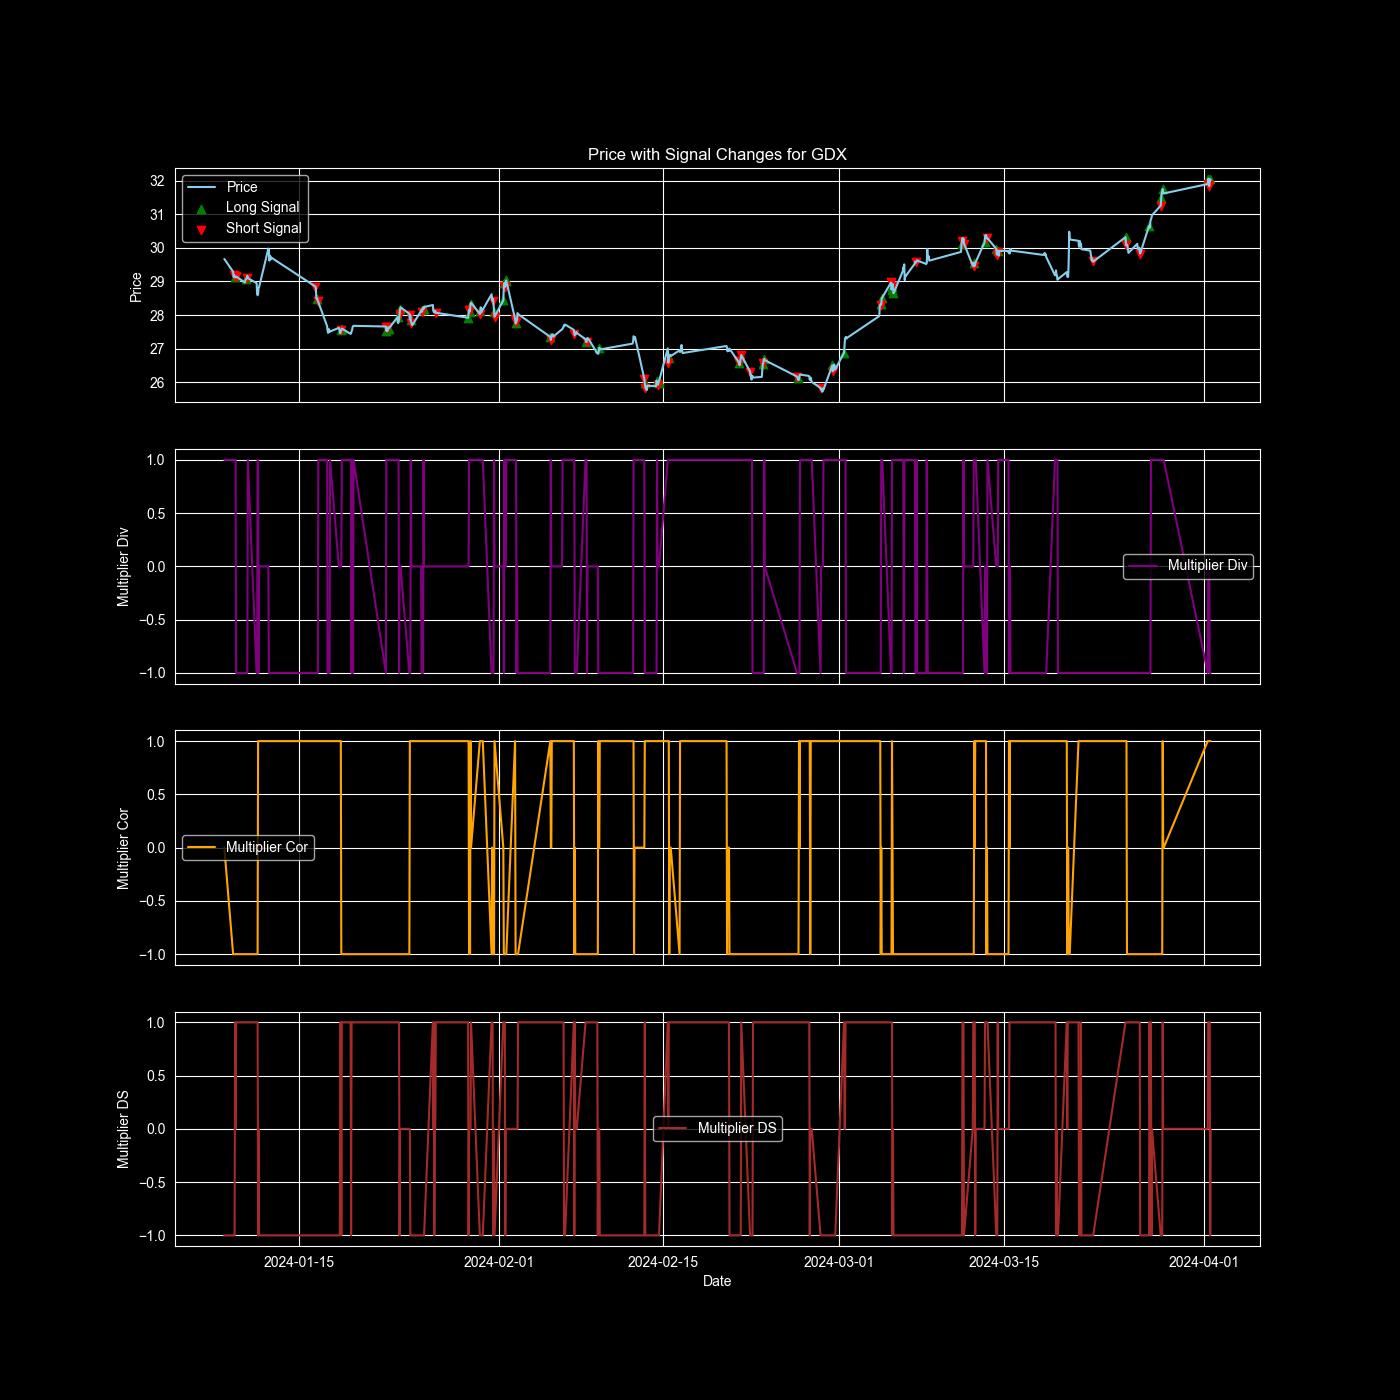 Price with Signal Changes for GDX
Price
Long Signal
Short Signal
32
31
30
29
28
27
26
Price
1.0
0.5
0.0
−0.5
−1.0
Multiplier Div
Multiplier Div
1.0
0.5
0.0
−0.5
−1.0
Multiplier Cor
Multiplier Cor
1.0
0.5
0.0
−0.5
−1.0
Multiplier DS
Multiplier DS
2024-01-15
2024-02-01
2024-02-15
2024-03-01
2024-03-15
2024-04-01
Date